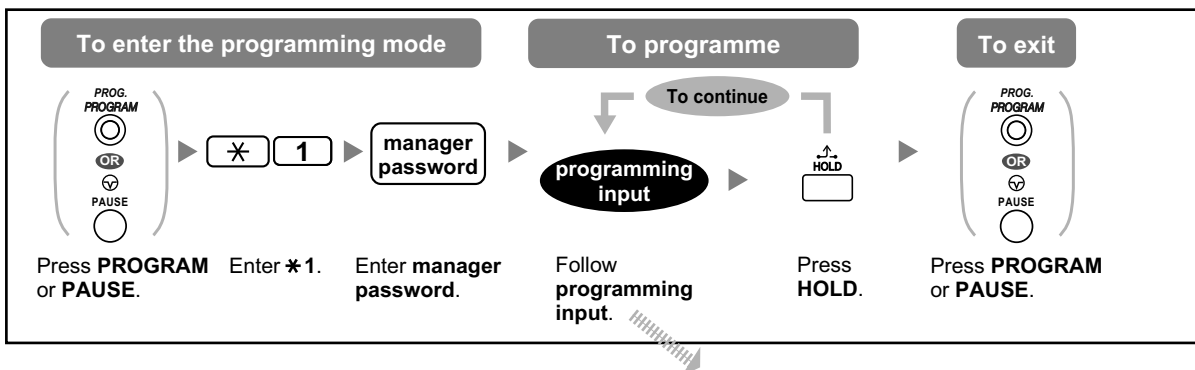 To enter the programming mode
To programme
To exit
To continue
PROG.
PROGRAM
OR
PAUSE
* 1
manager
password
programming
input
HOLD
PROG.
PROGRAM
OR
PAUSE
Press PROGRAM
or PAUSE.
Enter * 1.
Enter manager
password.
Follow
programming
input.
Press
HOLD.
Press PROGRAM
or PAUSE.